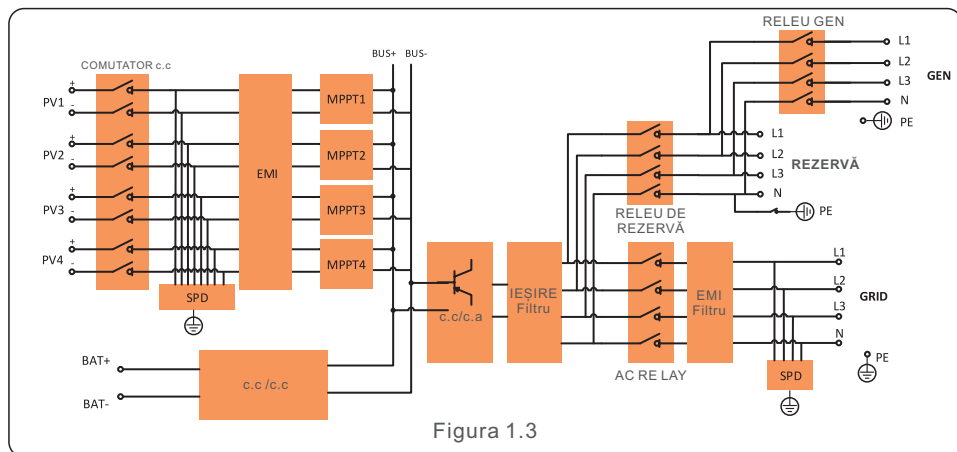 RELEU GEN
L1
L2
L3
N
GEN
PE
BUS+
BUS-
COMUTATOR c.c
PV1
+
-
PV2
+
-
PV3
+
-
PV4
+
-
EMI
MPPT1
MPPT2
MPPT3
MPPT4
SPD
L1
L2
L3
N
REZERVĂ
PE
RELEU DE
REZERVĂ
c.c/c.a
IEȘIRE
Filtru
EMI
Filtru
AC RE LAY
L1
L2
L3
N
GRID
PE
SPD
BAT+
BAT-
c.c /c.c
Figura 1.3